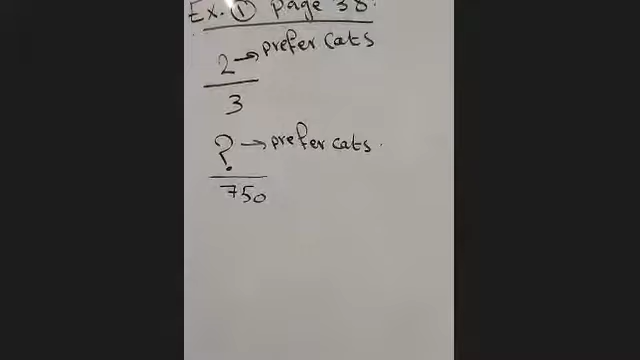 Ex. ① page 38.
2 → prefer cats
3
? → prefer cats.
750